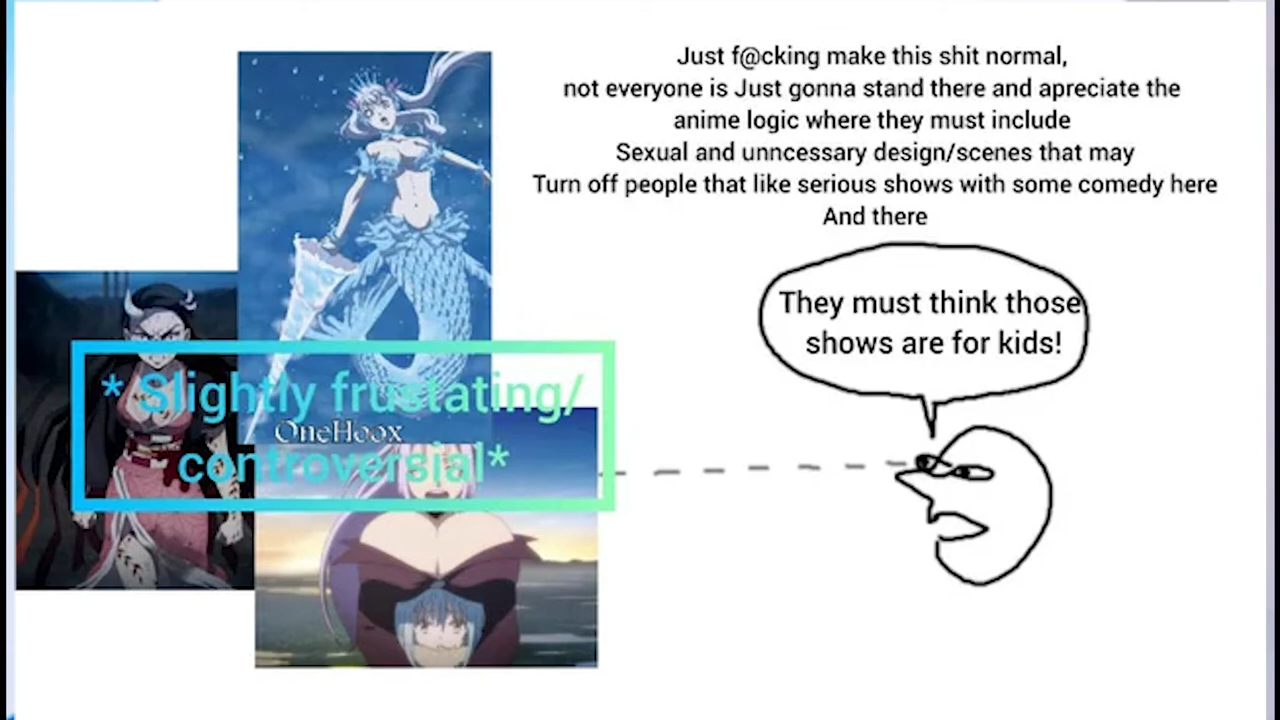 Just f@cking make this shit normal,
not everyone is Just gonna stand there and apreciate the
anime logic where they must include
Sexual and unncessary design/scenes that may
Turn off people that like serious shows with some comedy here
And there
They must think those
shows are for kids!
* Slightly frustating/
controversial*
OneHoox